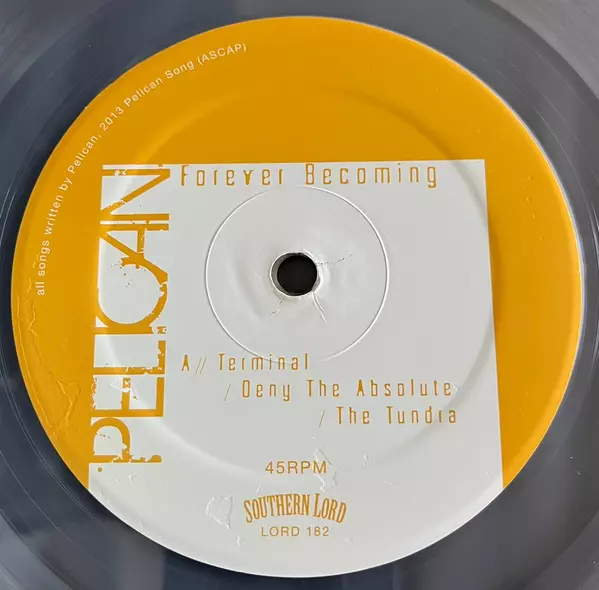 all songs written by Pelican, 2013 Pelican Song (ASCAP)
PELICAN
Forever Becoming
A// Terminal
/ Deny The Absolute
/ The Tundra
45RPM
SOUTHERN LORD
LORD 182